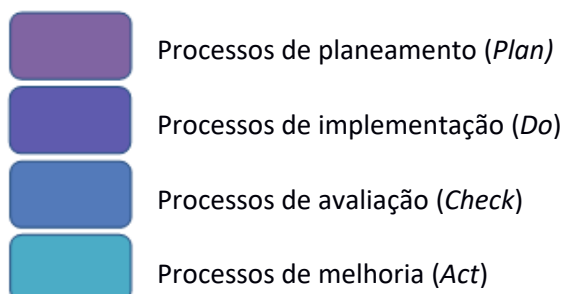 Processos de planeamento (Plan)
Processos de implementação (Do)
Processos de avaliação (Check)
Processos de melhoria (Act)